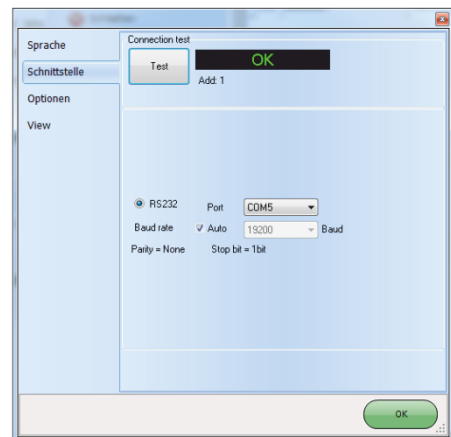 Sprache
Schnittstelle
Optionen
View
Connection test
Test
OK
Add: 1
RS232 Port COM5
Baud rate Auto 19200 Baud
Parity = None Stop bit = 1bit
OK